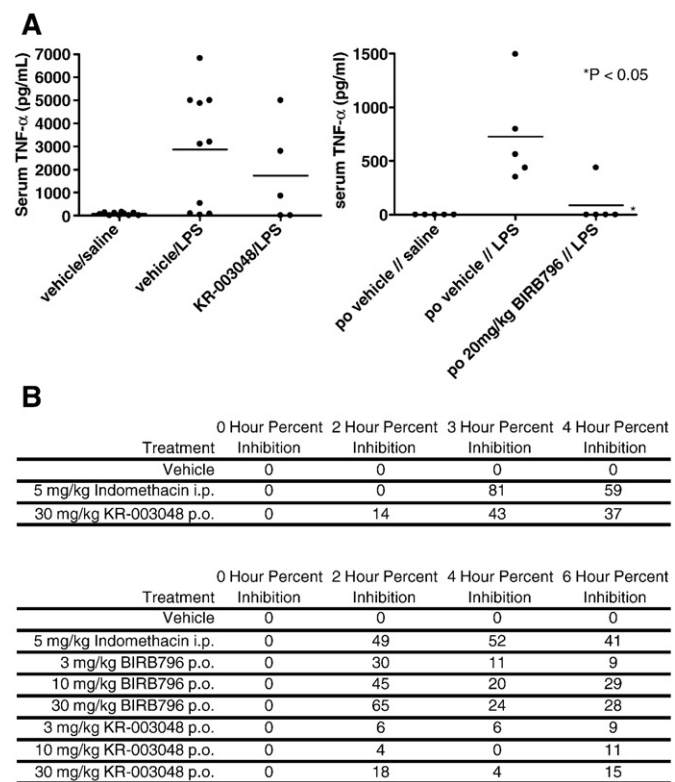 A
Serum TNF-α (pg/mL)
7000
6000
5000
4000
3000
2000
1000
0
vehicle/saline
vehicle/LPS
KR-003048/LPS
serum TNF-α (pg/ml)
1500
1000
500
0
*P < 0.05
*
po vehicle // saline
po vehicle // LPS
po 20mg/kg BIRB796 // LPS
B
0 Hour Percent 2 Hour Percent 3 Hour Percent 4 Hour Percent
Treatment Inhibition Inhibition Inhibition Inhibition
Vehicle 0 0 0 0
5 mg/kg Indomethacin i.p. 0 0 81 59
30 mg/kg KR-003048 p.o. 0 14 43 37
0 Hour Percent 2 Hour Percent 4 Hour Percent 6 Hour Percent
Treatment Inhibition Inhibition Inhibition Inhibition
Vehicle 0 0 0 0
5 mg/kg Indomethacin i.p. 0 49 52 41
3 mg/kg BIRB796 p.o. 0 30 11 9
10 mg/kg BIRB796 p.o. 0 45 20 29
30 mg/kg BIRB796 p.o. 0 65 24 28
3 mg/kg KR-003048 p.o. 0 6 6 9
10 mg/kg KR-003048 p.o. 0 4 0 11
30 mg/kg KR-003048 p.o. 0 18 4 15